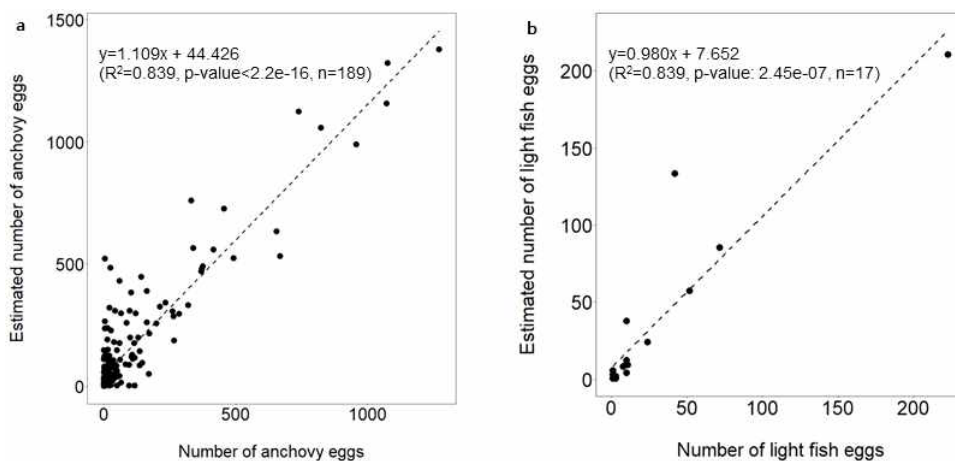 a
y=1.109x + 44.426
(R²=0.839, p-value<2.2e-16, n=189)
Estimated number of anchovy eggs
1500
1000
500
0
0 500 1000
Number of anchovy eggs
b
y=0.980x + 7.652
(R²=0.839, p-value: 2.45e-07, n=17)
Estimated number of light fish eggs
200
150
100
50
0
0 50 100 150 200
Number of light fish eggs